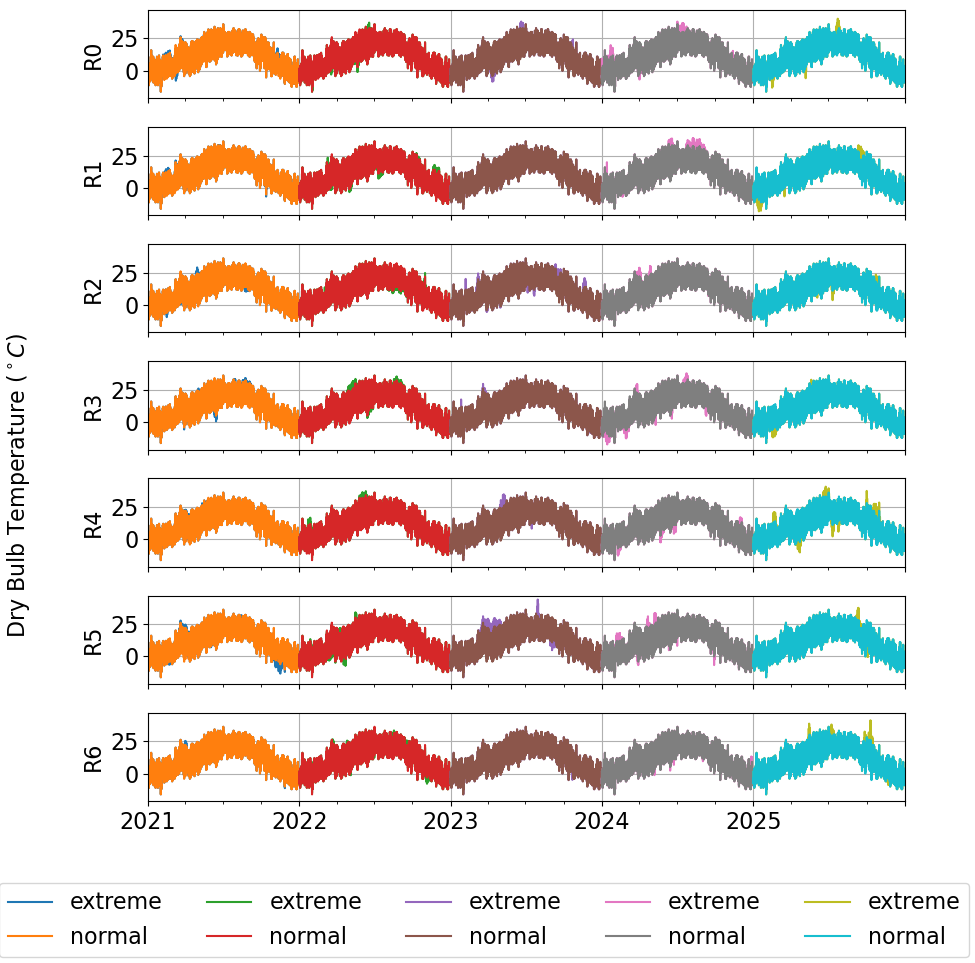 25
0
R0
25
0
R1
25
0
R2
25
0
R3
25
0
R4
25
0
R5
25
0
R6
Dry Bulb Temperature (°C)
2021 2022 2023 2024 2025
extreme extreme extreme extreme extreme
normal normal normal normal normal